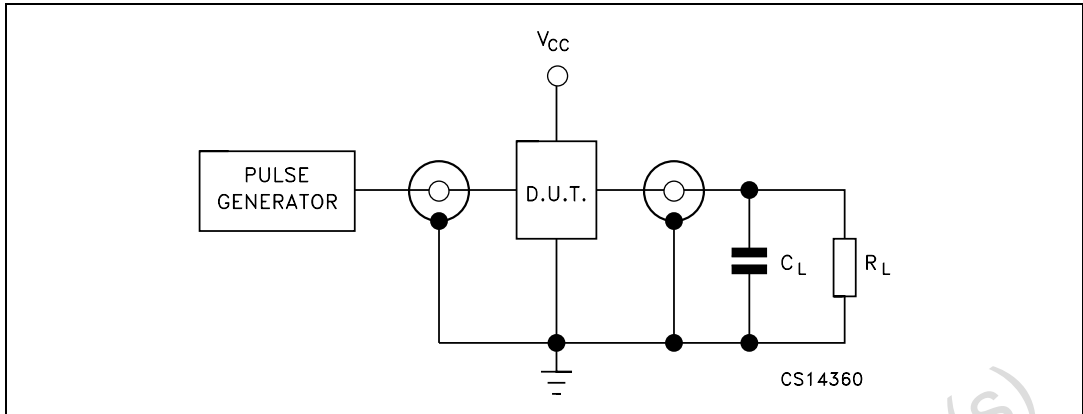 VCC
PULSE
GENERATOR
D.U.T.
CL
RL
CS14360